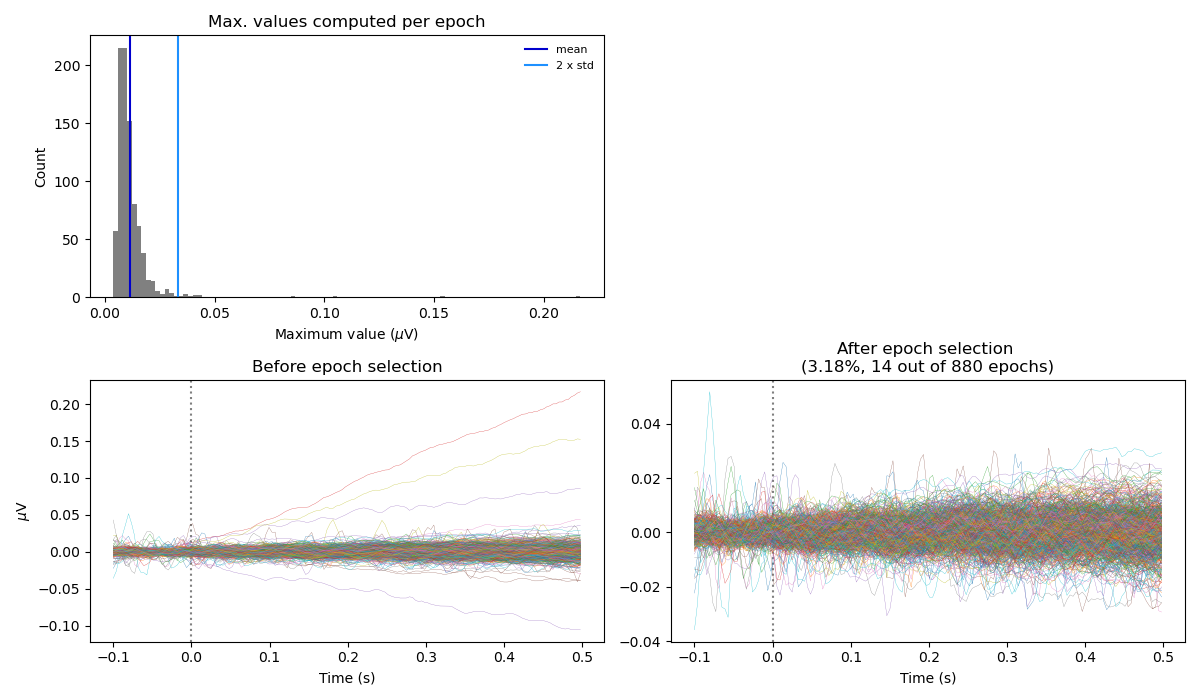 Max. values computed per epoch
mean
2 x std
200
150
100
50
0
Count
0.00 0.05 0.10 0.15 0.20
Maximum value (μV)
Before epoch selection
0.20
0.15
0.10
0.05
0.00
−0.05
−0.10
μV
−0.1 0.0 0.1 0.2 0.3 0.4 0.5
Time (s)
After epoch selection
(3.18%, 14 out of 880 epochs)
0.04
0.02
0.00
−0.02
−0.04
−0.1 0.0 0.1 0.2 0.3 0.4 0.5
Time (s)